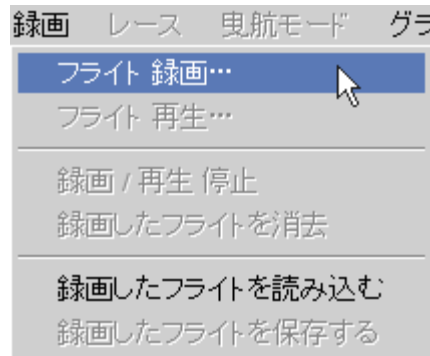 録画 レース 曳航モード グラ
フライト 録画…
フライト 再生…
録画 / 再生 停止
録画したフライトを消去
録画したフライトを読み込む
録画したフライトを保存する